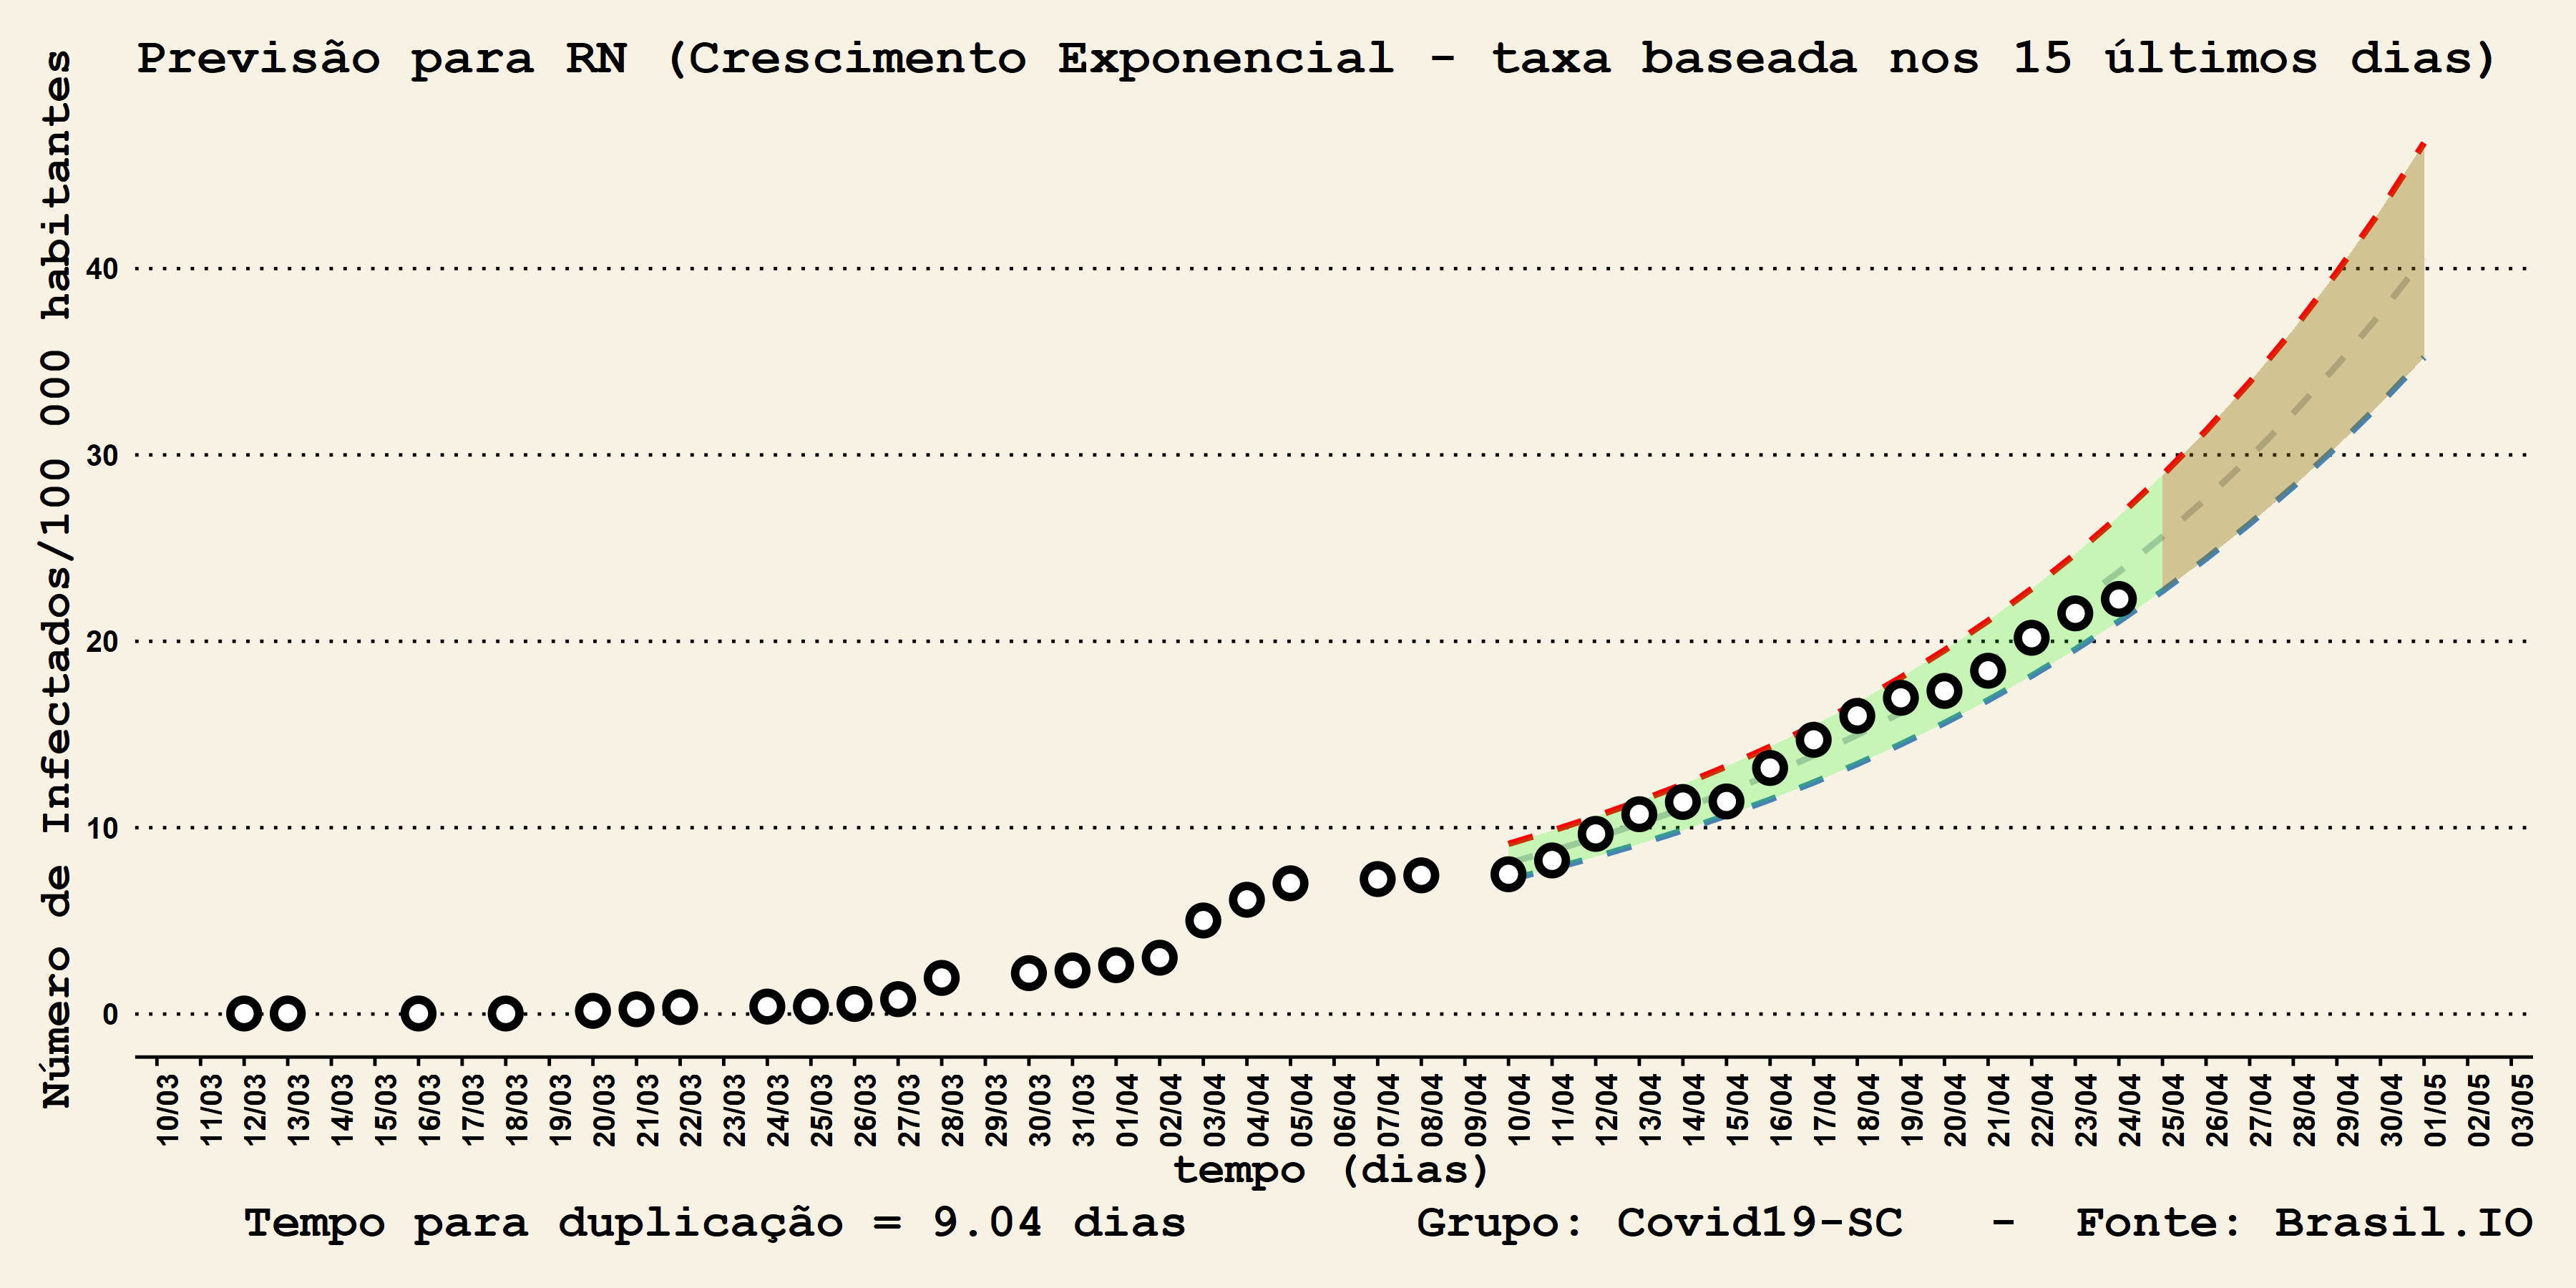 Previsão para RN (Crescimento Exponencial - taxa baseada nos 15 últimos dias)
Número de Infectados/100 000 habitantes
40
30
20
10
0
10/03 11/03 12/03 13/03 14/03 15/03 16/03 17/03 18/03 19/03 20/03 21/03 22/03 23/03 24/03 25/03 26/03 27/03 28/03 29/03 30/03 31/03 01/04 02/04 03/04 04/04 05/04 06/04 07/04 08/04 09/04 10/04 11/04 12/04 13/04 14/04 15/04 16/04 17/04 18/04 19/04 20/04 21/04 22/04 23/04 24/04 25/04 26/04 27/04 28/04 29/04 30/04 01/05 02/05 03/05
tempo (dias)
Tempo para duplicação = 9.04 dias Grupo: Covid19-SC - Fonte: Brasil.IO